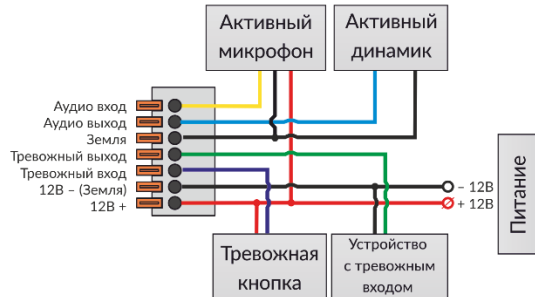 Активный
микрофон
Активный
динамик
Аудио вход
Аудио выход
Земля
Тревожный выход
Тревожный вход
12В – (Земля)
12В +
– 12В
+ 12В
Питание
Тревожная
кнопка
Устройство
с тревожным
входом